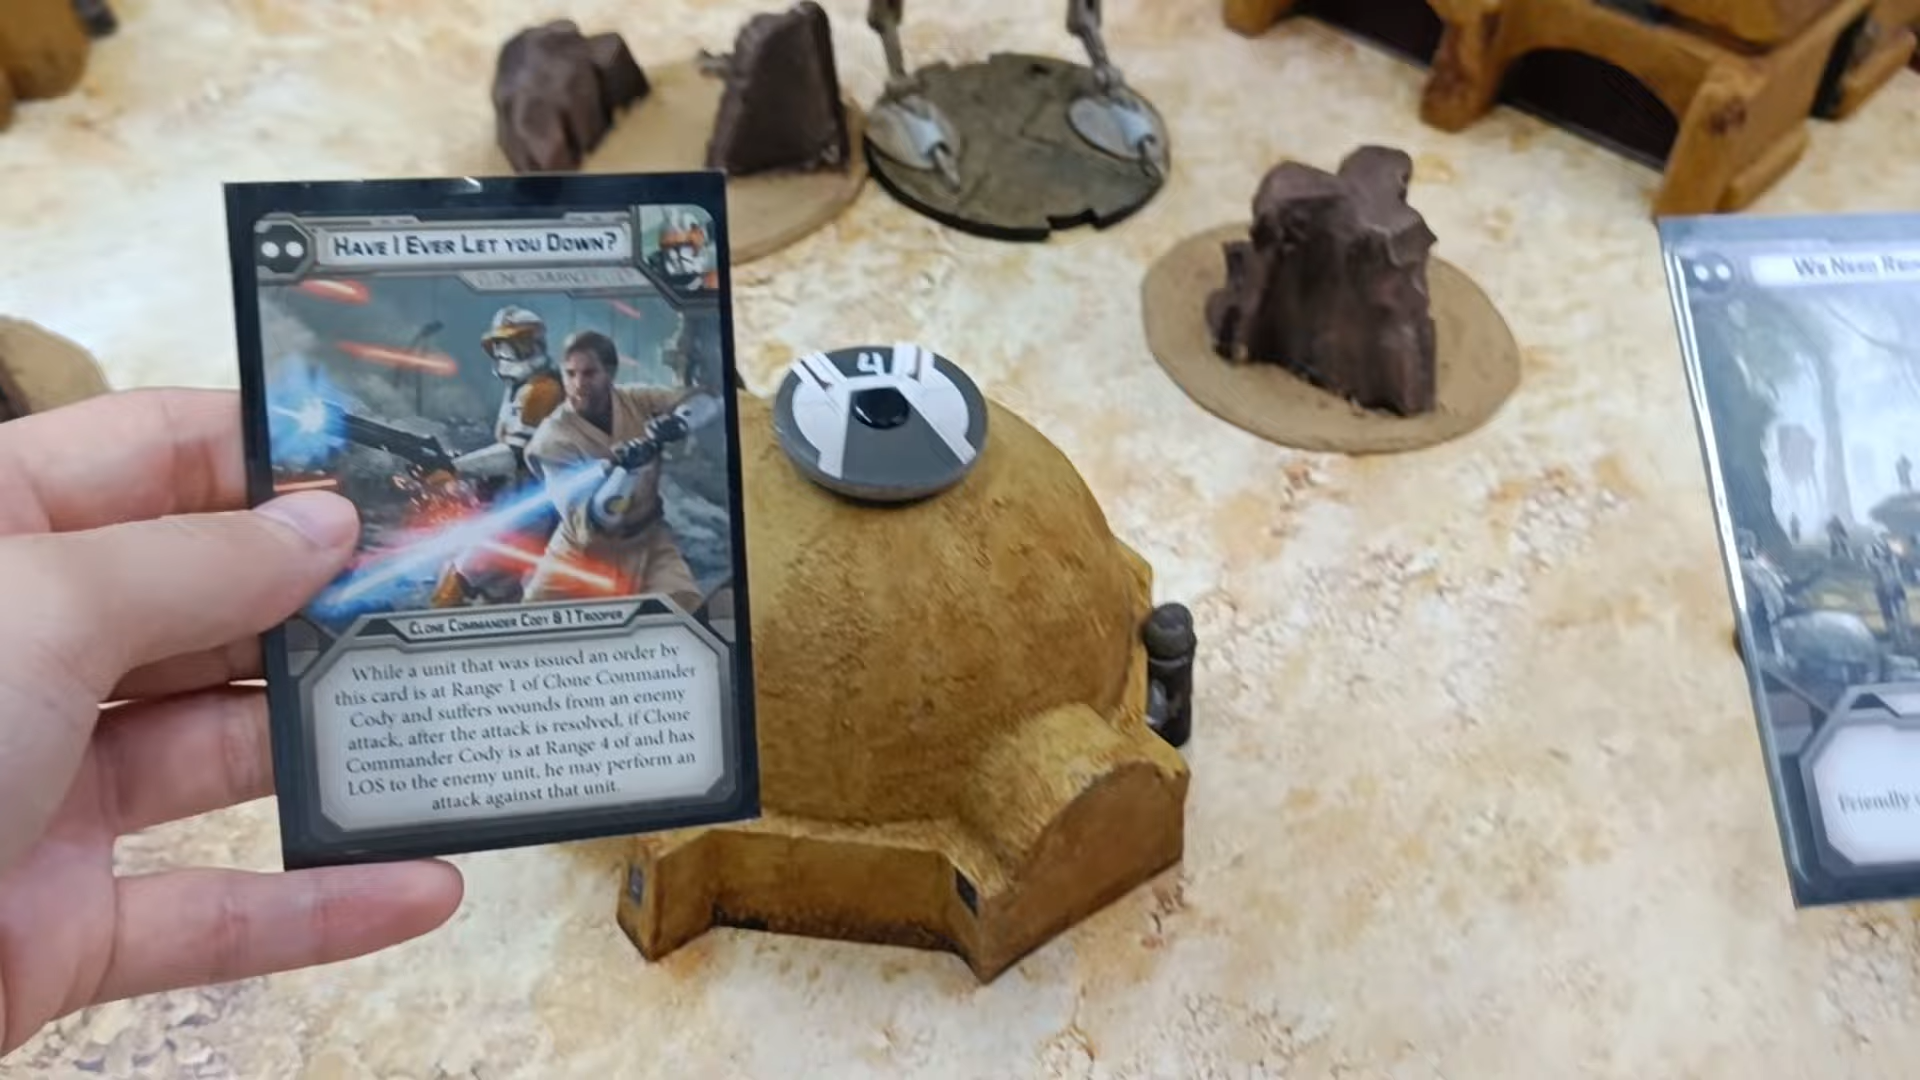 HAVE I EVER LET YOU DOWN?
CLONE COMMANDER CODY & 1 TROOPER
While a unit that was issued an order by
this card is at Range 1 of Clone Commander
Cody and suffers wounds from an enemy
attack, after the attack is resolved, if Clone
Commander Cody is at Range 4 of and has
LOS to the enemy unit, he may perform an
attack against that unit.
4
WE NEED
Friendly